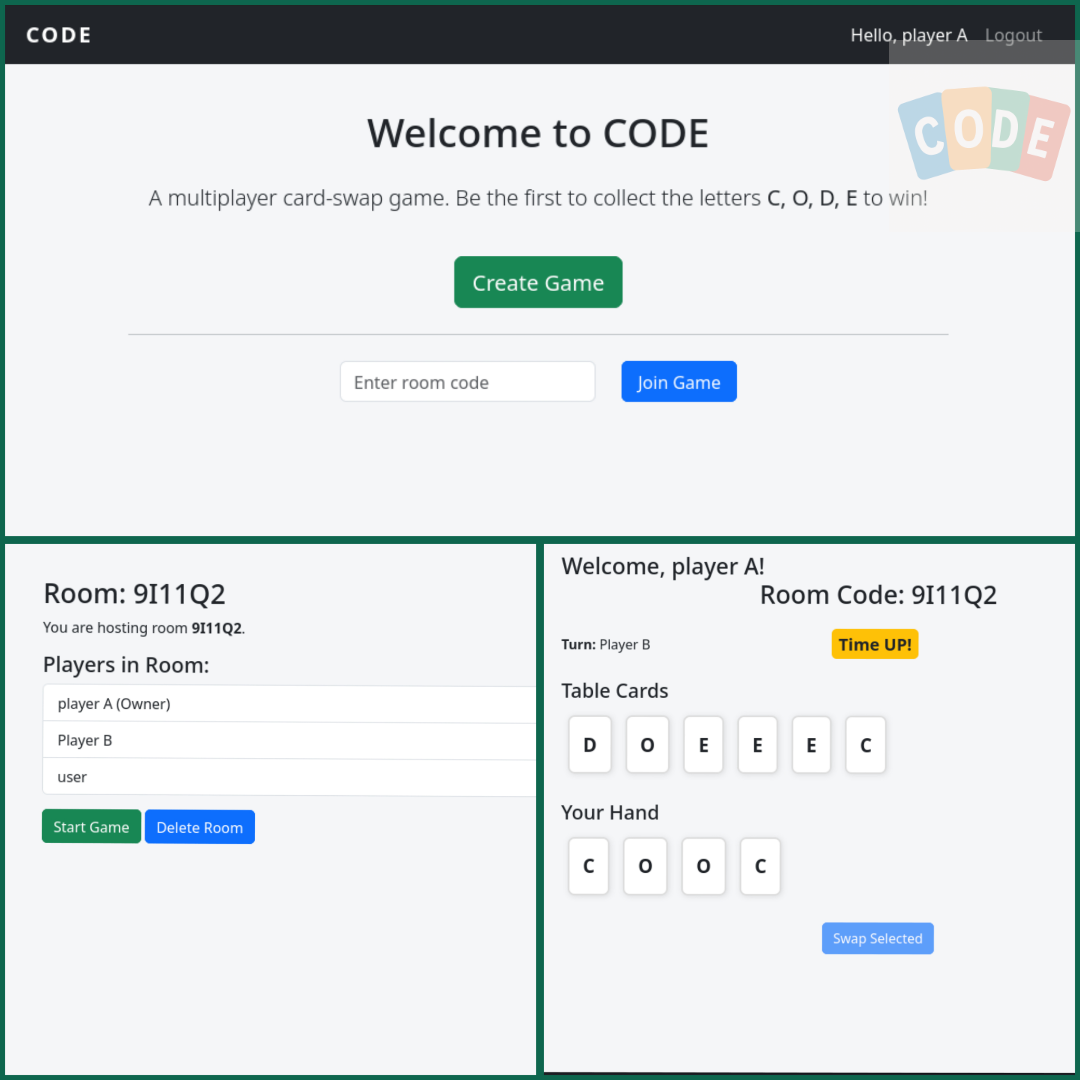 CODE
Hello, player A Logout
CODE
Welcome to CODE
A multiplayer card-swap game. Be the first to collect the letters C, O, D, E to win!
Create Game
Enter room code Join Game
Room: 9I11Q2
You are hosting room 9I11Q2.
Players in Room:
player A (Owner)
Player B
user
Start Game Delete Room
Welcome, player A!
Room Code: 9I11Q2
Turn: Player B Time UP!
Table Cards
D O E E E C
Your Hand
C O O C
Swap Selected